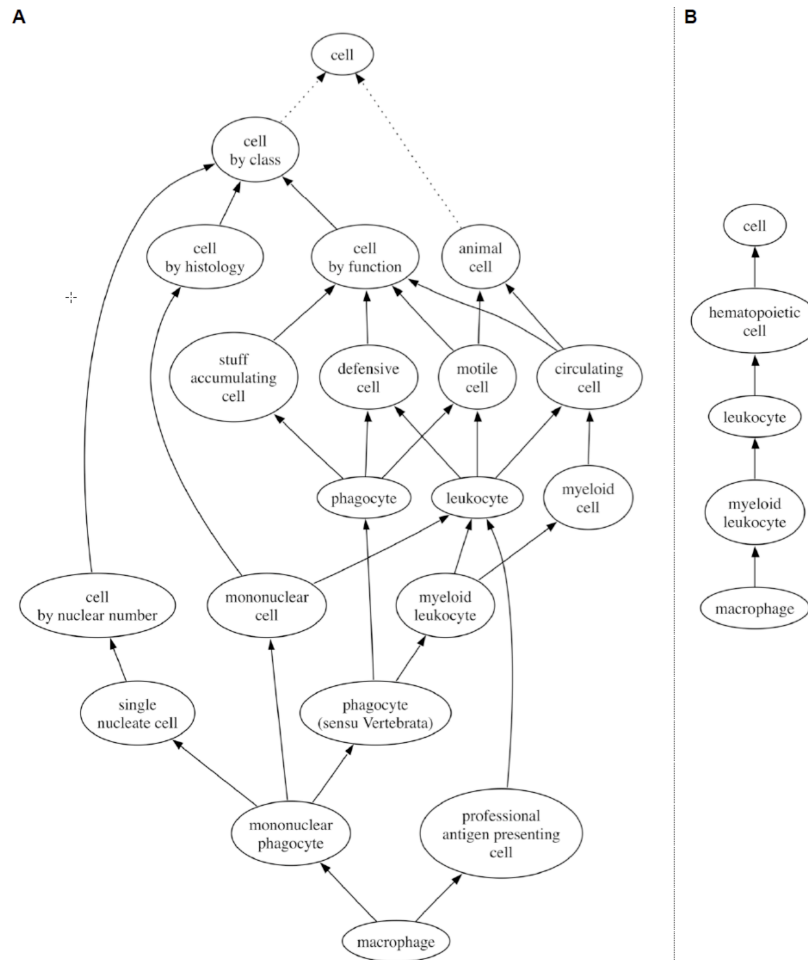 A
B
cell
cell
by class
cell
by histology
cell
by function
animal
cell
stuff
accumulating
cell
defensive
cell
motile
cell
circulating
cell
phagocyte
leukocyte
myeloid
cell
cell
by nuclear number
mononuclear
cell
myeloid
leukocyte
single
nucleate cell
phagocyte
(sensu Vertebrata)
mononuclear
phagocyte
professional
antigen presenting
cell
macrophage
cell
hematopoietic
cell
leukocyte
myeloid
leukocyte
macrophage